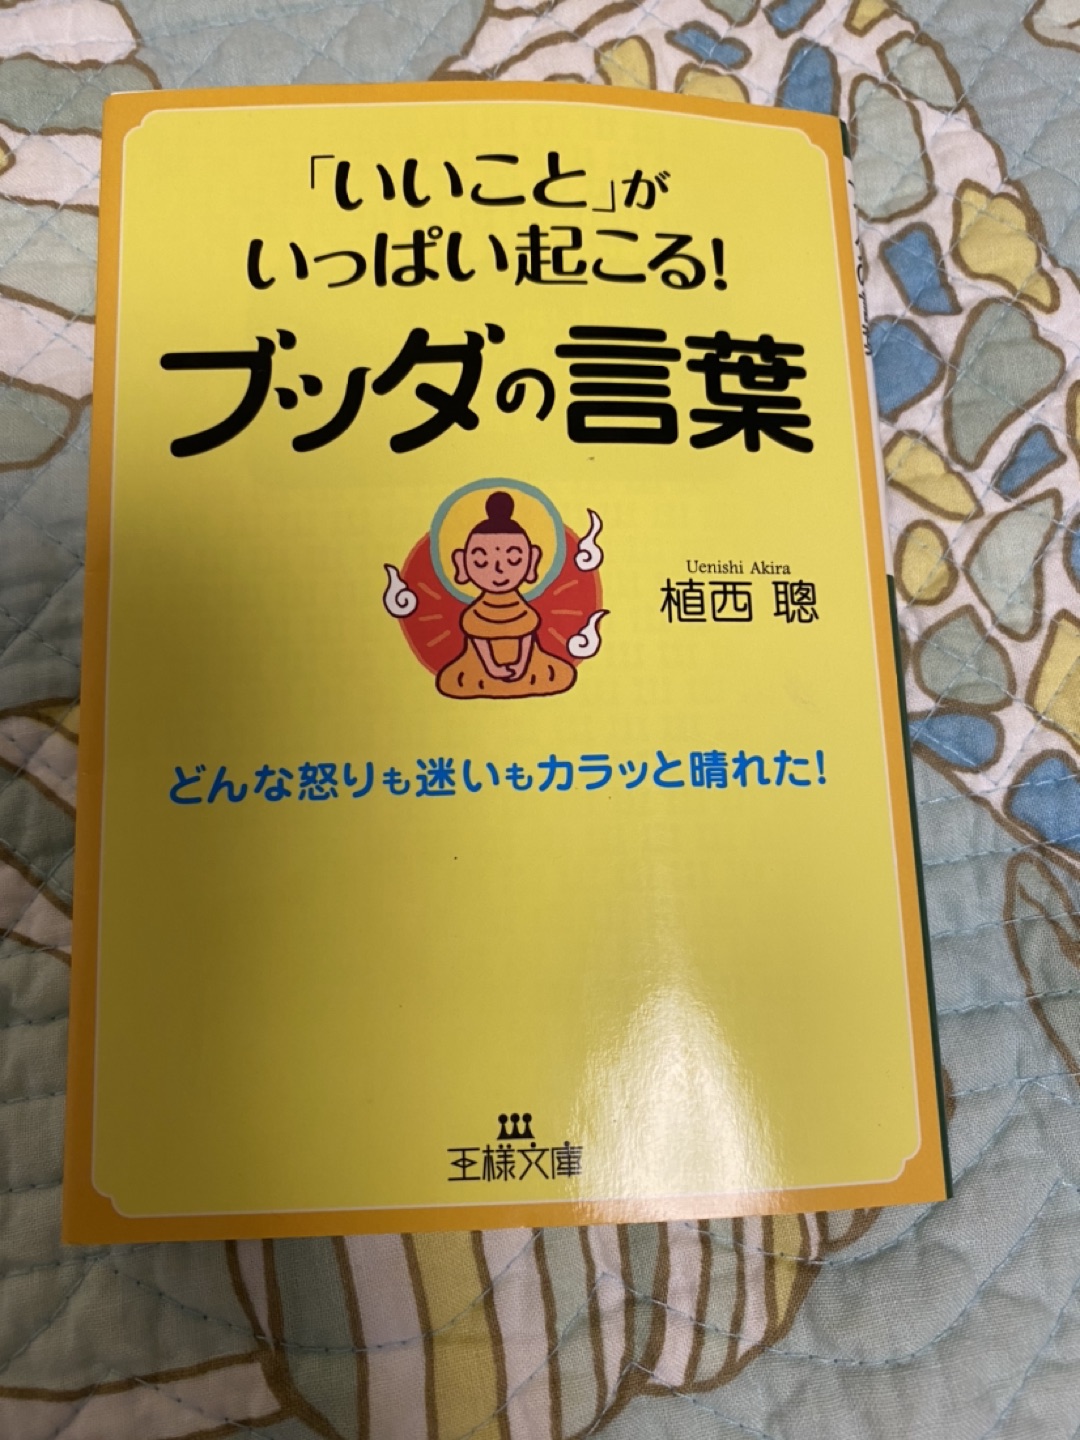 「いいこと」が
いっぱい起こる!
ブッダの言葉
Uenishi Akira
植西 聰
どんな怒りも迷いもカラッと晴れた!
王様文庫